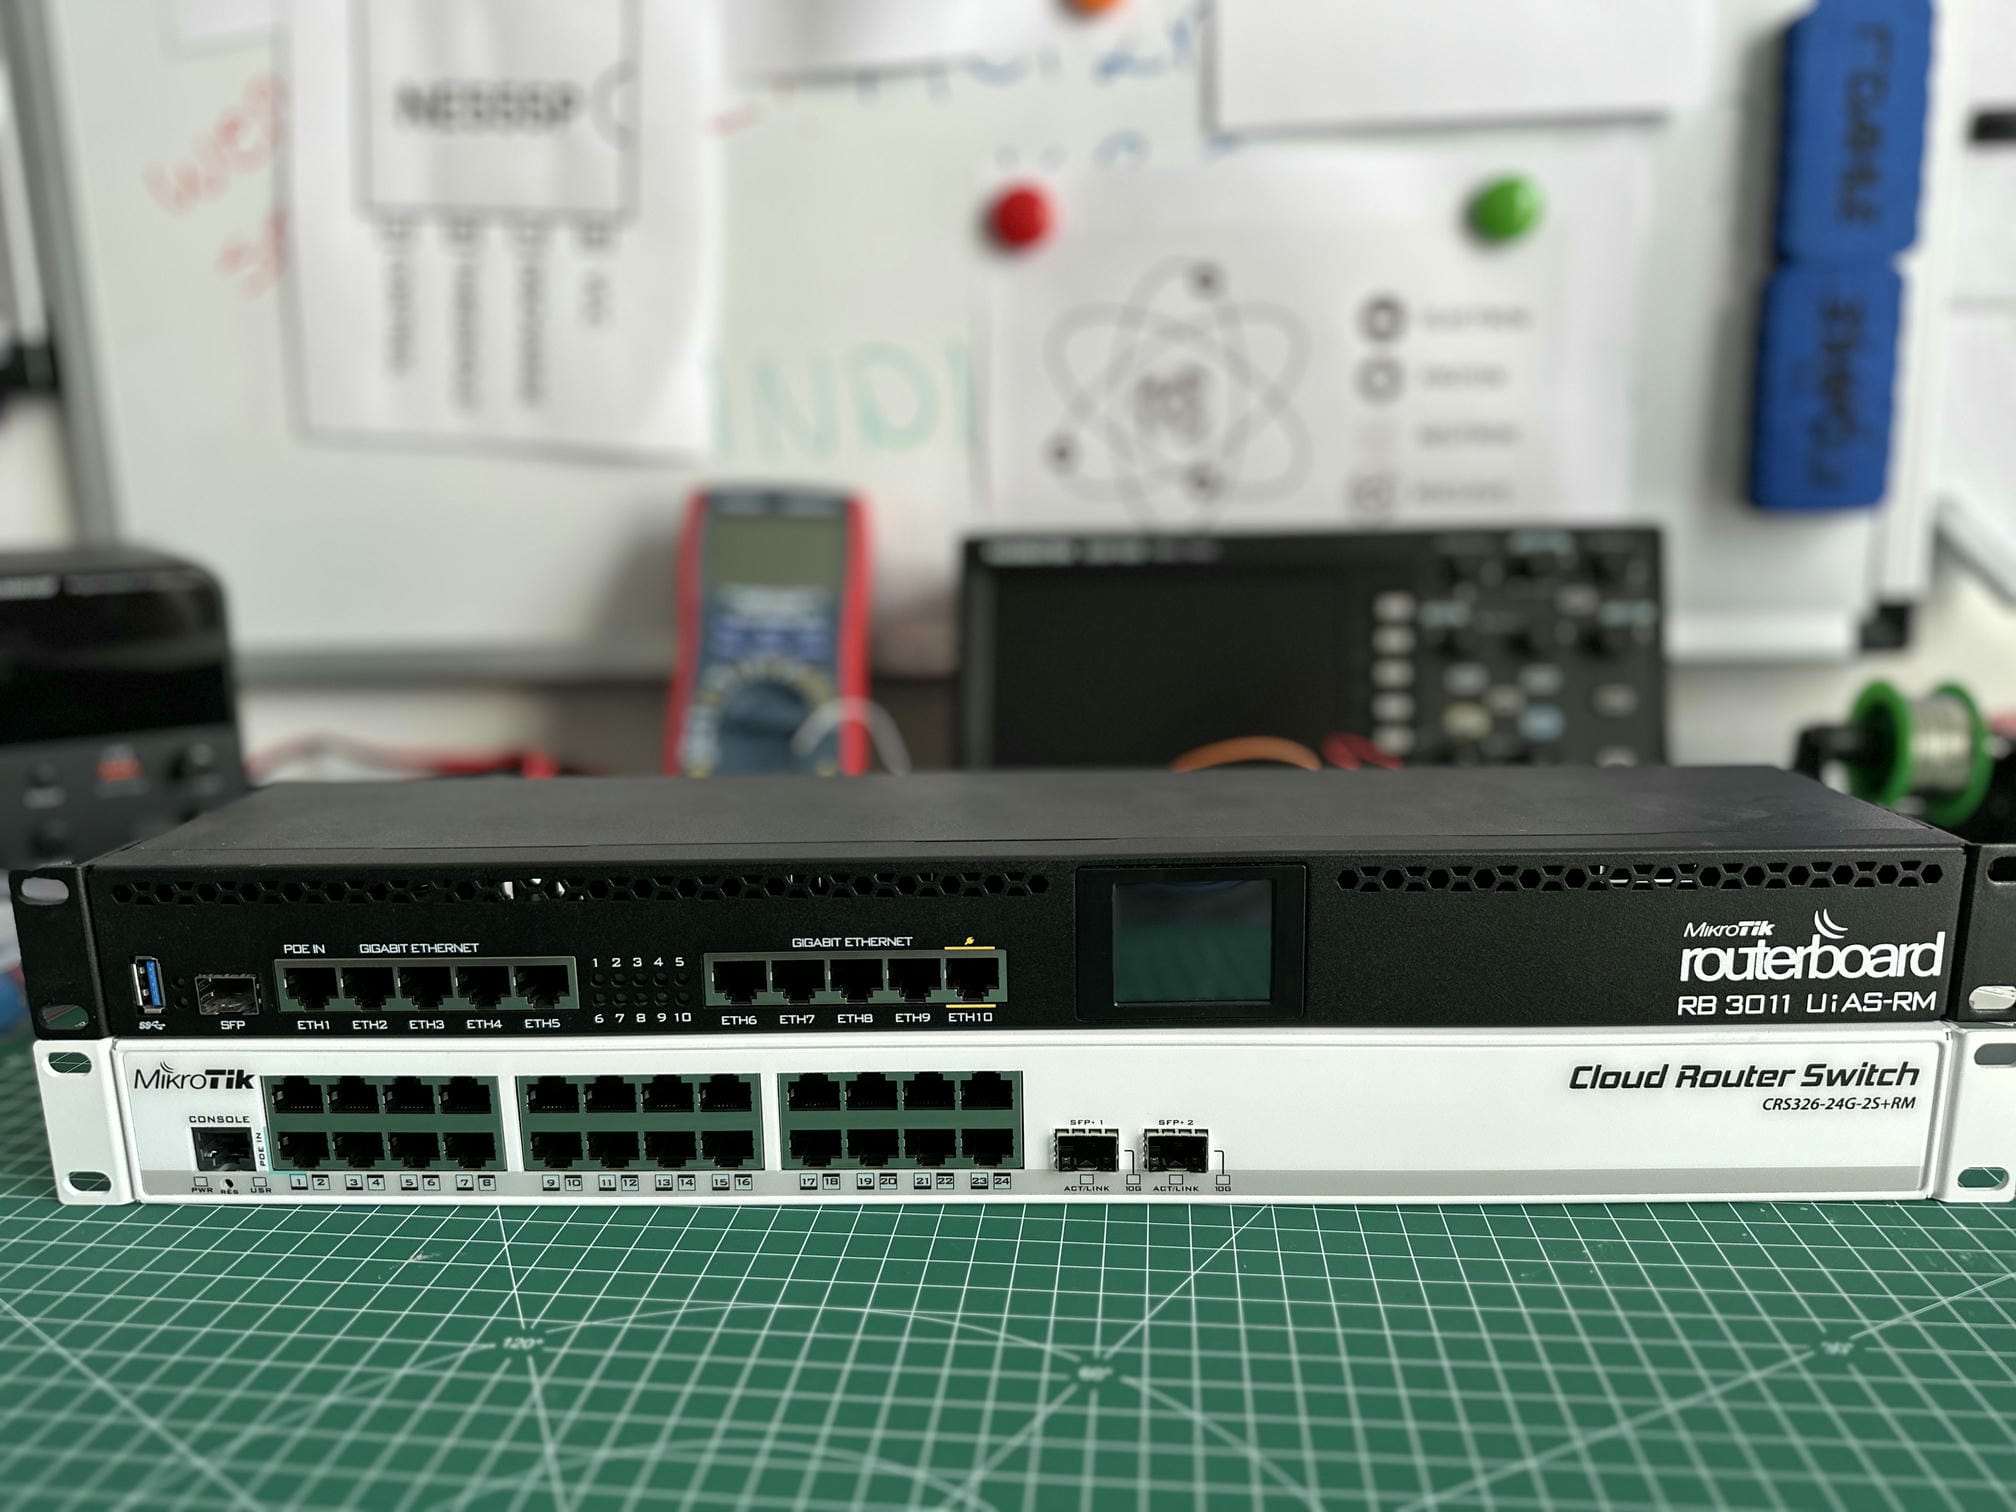 NE555P
POE IN
GIGABIT ETHERNET
GIGABIT ETHERNET
1 2 3 4 5
6 7 8 9 10
SFP
ETH1
ETH2
ETH3
ETH4
ETH5
ETH6
ETH7
ETH8
ETH9
ETH10
MikroTik
routerboard
RB 3011 UiAS-RM
MikroTik
CONSOLE
POE IN
PWR
RES
USR
1 2 3 4 5 6 7 8
9 10 11 12 13 14 15 16
17 18 19 20 21 22 23 24
SFP+ 1
SFP+ 2
ACT/LINK
10G
ACT/LINK
10G
Cloud Router Switch
CRS326-24G-2S+RM
120°